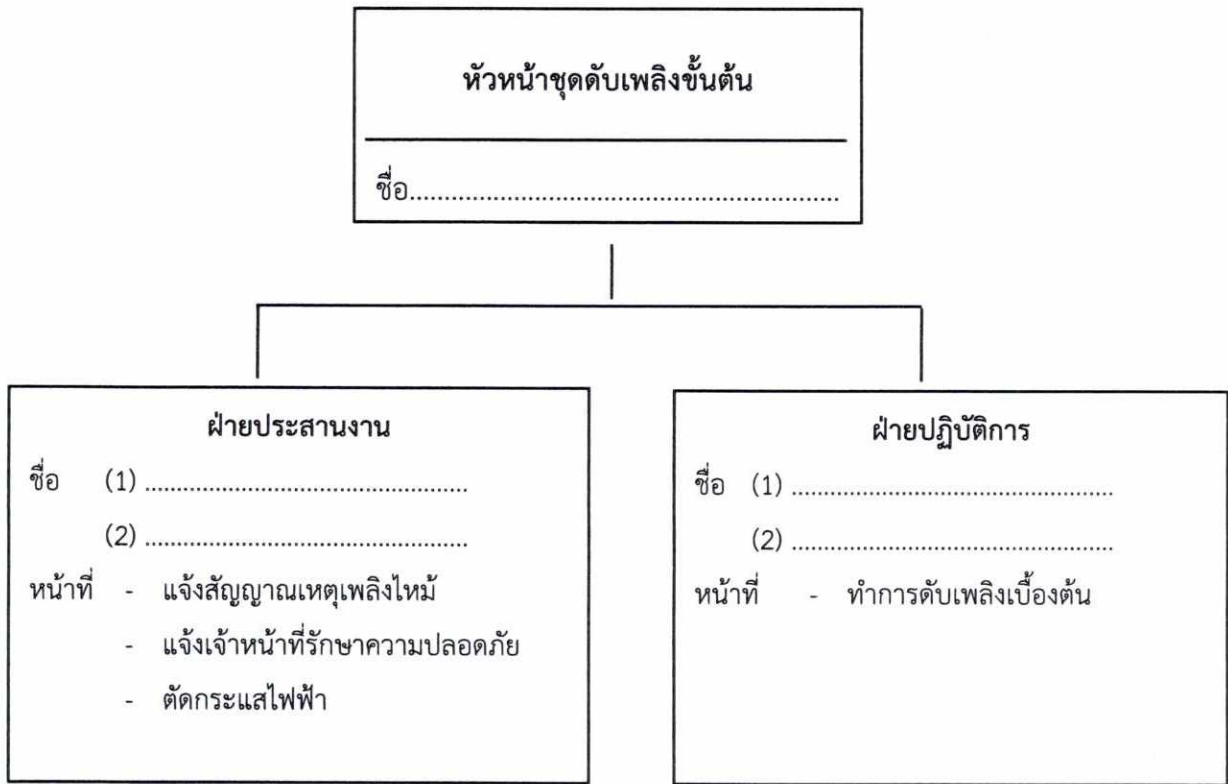 หัวหน้าชุดดับเพลิงขั้นต้น
ชื่อ......................................................
ฝ่ายประสานงาน
ชื่อ (1) ..............................................
(2) ..............................................
หน้าที่ - แจ้งสัญญาณเหตุเพลิงไหม้
- แจ้งเจ้าหน้าที่รักษาความปลอดภัย
- ตัดกระแสไฟฟ้า
ฝ่ายปฏิบัติการ
ชื่อ (1) ..............................................
(2) ..............................................
หน้าที่ - ทำการดับเพลิงเบื้องต้น